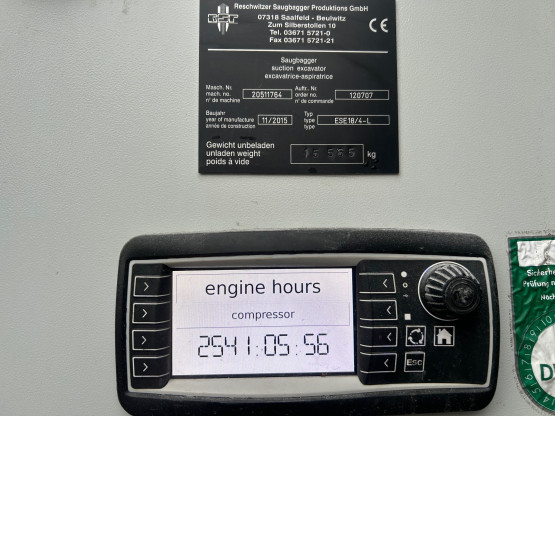 Reschwitzer Saugbagger Produktions GmbH
RSP
07318 Saalfeld - Beulwitz
Zum Silberstollen 10
Tel. 03671 5721-0
Fax 03671 5721-21
CE
Saugbagger
suction excavator
excavatrice-aspiratrice
Masch. Nr.
mach. no. 20511764
n° de machine
Auftr. Nr.
order no. 120707
n° de commande
Baujahr
year of manufacture 11/2015
année de construction
Typ
type ESE18/4-L
type
Gewicht unbeladen
unladen weight kg
poids à vide
engine hours
compressor
2541:05:56
Esc
Sicherhe
Prüfung n